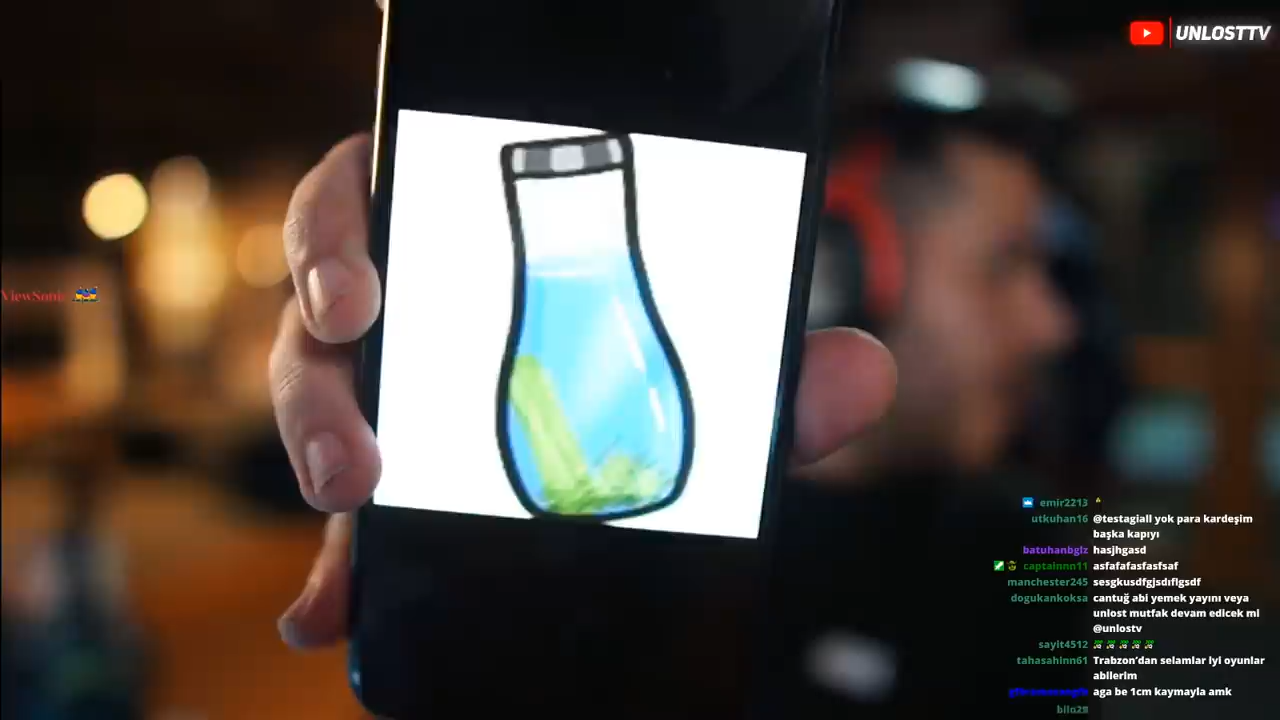 UNLOSTTV
ViewSonic
emir2213
utkuhan16 @testagiall yok para kardeşim
başka kapıyı
batuhanbglz hasjhgasd
captainnn11 asfafafasfasfsaf
manchester245 sesgkusdfgjsdıflgsdf
dogukankoksa cantuğ abi yemek yayını veya
unlost mutfak devam edicek mi
@unlostv
sayit4512
tahasahinn61 Trabzon'dan selamlar iyi oyunlar
abilerim
aga be 1cm kaymayla amk